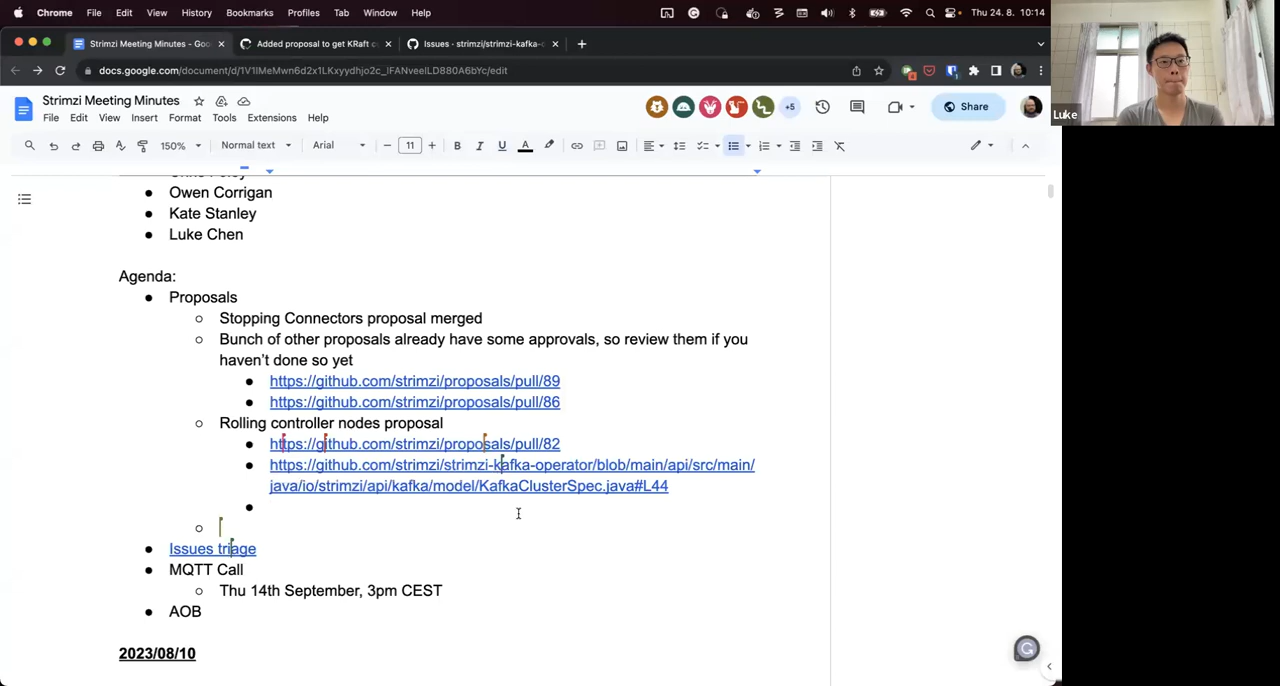 Chrome File Edit View History Bookmarks Profiles Tab Window Help Thu 24. 8. 10:14
Strimzi Meeting Minutes - Goo Added proposal to get KRaft c Issues · strimzi/strimzi-kafka-c
docs.google.com/document/d/1V1lMeMwn6d2x1LKxyydhjo2c_lFANveelLD880A6bYc/edit
Strimzi Meeting Minutes
+5
Share
File Edit View Insert Format Tools Extensions Help
150% Normal text Arial 11
Luke
Owen Corrigan
Kate Stanley
Luke Chen
Agenda:
Proposals
Stopping Connectors proposal merged
Bunch of other proposals already have some approvals, so review them if you
haven't done so yet
https://github.com/strimzi/proposals/pull/89
https://github.com/strimzi/proposals/pull/86
Rolling controller nodes proposal
https://github.com/strimzi/proposals/pull/82
https://github.com/strimzi/strimzi-kafka-operator/blob/main/api/src/main/
java/io/strimzi/api/kafka/model/KafkaClusterSpec.java#L44
Issues triage
MQTT Call
Thu 14th September, 3pm CEST
AOB
2023/08/10